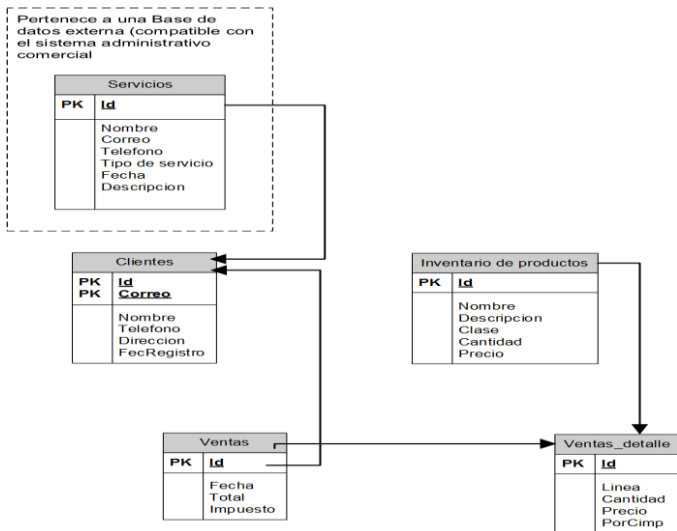 Pertenece a una Base de
datos externa (compatible con
el sistema administrativo
comercial
Servicios
PK Id
Nombre
Correo
Telefono
Tipo de servicio
Fecha
Descripcion
Clientes
PK Id
PK Correo
Nombre
Telefono
Direccion
FecRegistro
Inventario de productos
PK Id
Nombre
Descripcion
Clase
Cantidad
Precio
Ventas
PK Id
Fecha
Total
Impuesto
Ventas_detalle
PK Id
Linea
Cantidad
Precio
PorCimp